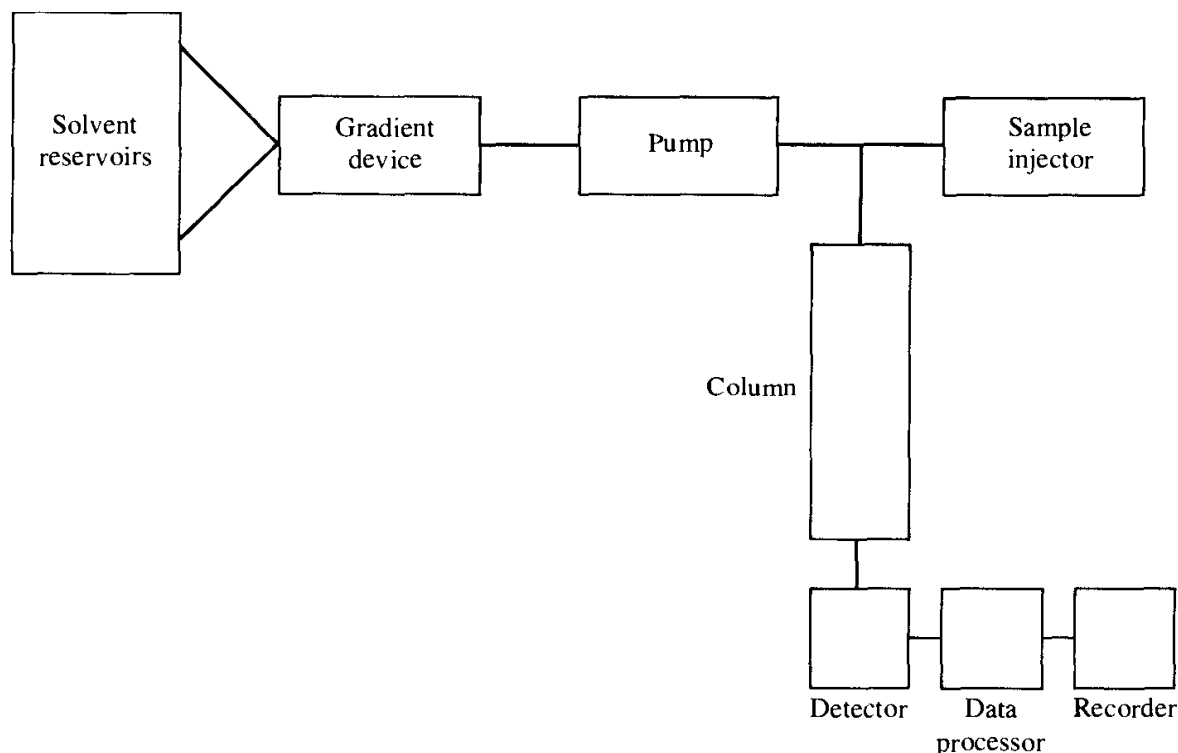 Solvent
reservoirs
Gradient
device
Pump
Sample
injector
Column
Detector
Data
processor
Recorder